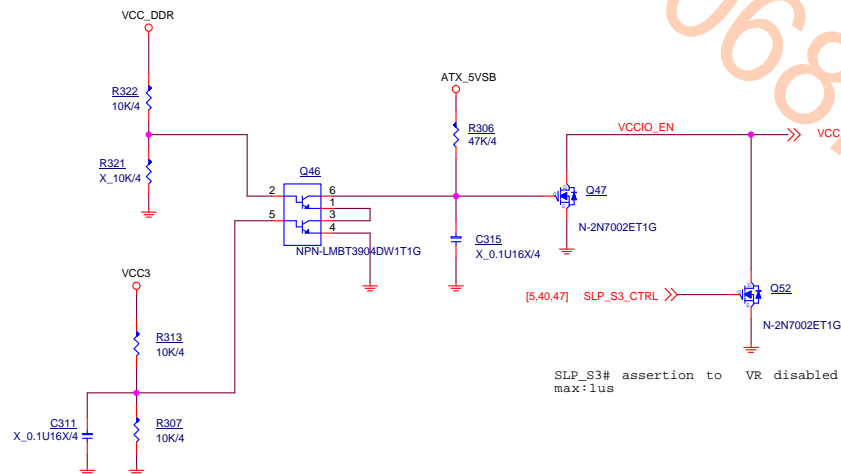 VCC_DDR
R322
10K/4
R321
X_10K/4
ATX_5VSB
R306
47K/4
VCCIO_EN
VCC
Q46
2
5
6
1
3
4
NPN-LMBT3904DW1T1G
Q47
N-2N7002ET1G
C315
X_0.1U16X/4
VCC3
R313
10K/4
R307
10K/4
C311
X_0.1U16X/4
[5,40,47] SLP_S3_CTRL
Q52
N-2N7002ET1G
SLP_S3# assertion to VR disabled
max:1us
068